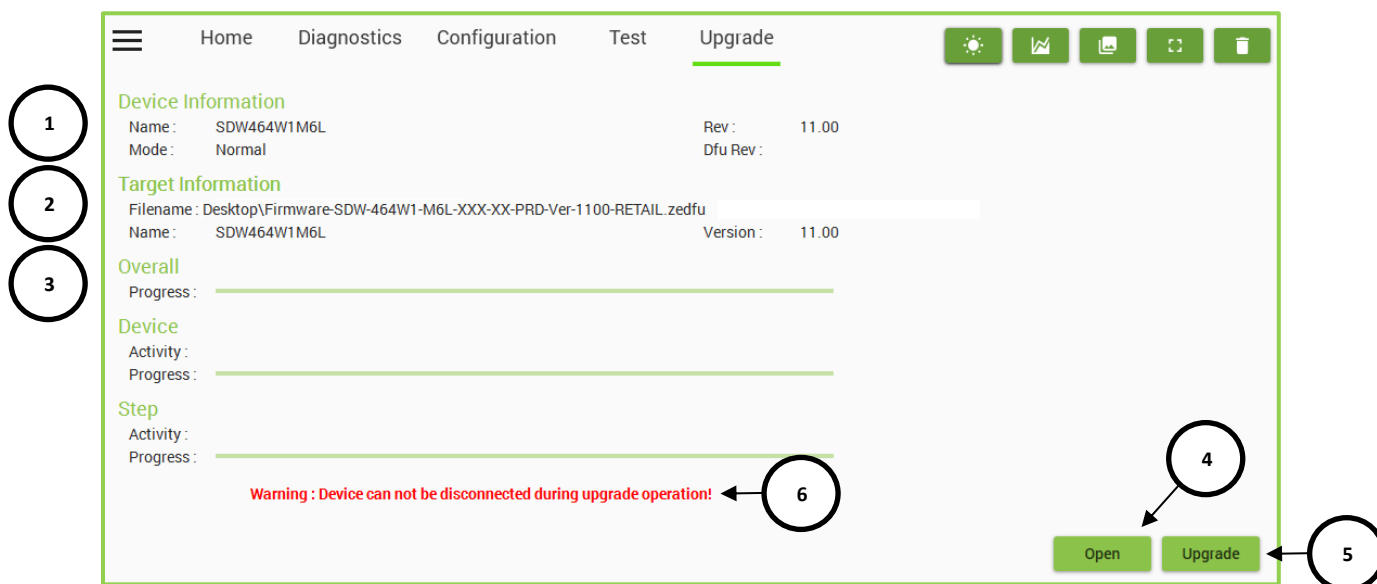 Home Diagnostics Configuration Test Upgrade
Device Information
1
Name : SDW464W1M6L Rev : 11.00
Mode : Normal Dfu Rev :
Target Information
2
Filename : Desktop\Firmware-SDW-464W1-M6L-XXX-XX-PRD-Ver-1100-RETAIL.zedfu
Name : SDW464W1M6L Version : 11.00
Overall
3
Progress :
Device
Activity :
Progress :
Step
Activity :
Progress :
4
Warning : Device can not be disconnected during upgrade operation! 6
Open Upgrade 5